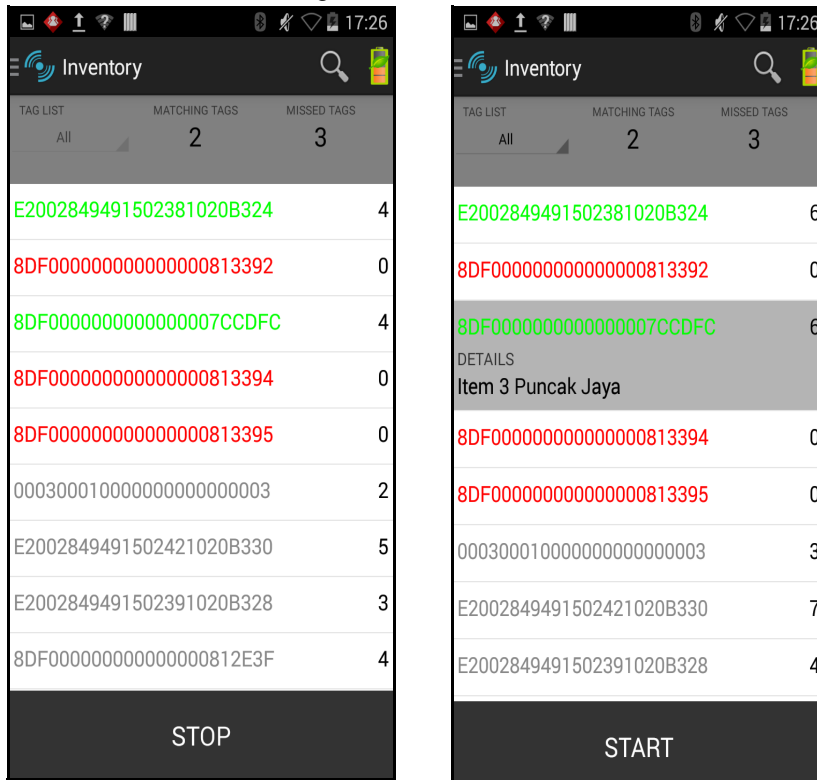 17:26
Inventory
TAG LIST MATCHING TAGS MISSED TAGS
All 2 3
E2002849491502381020B324 4
8DF000000000000000813392 0
8DF0000000000000007CCDFC 4
8DF000000000000000813394 0
8DF000000000000000813395 0
000300010000000000000003 2
E2002849491502421020B330 5
E2002849491502391020B328 3
8DF000000000000000812E3F 4
STOP
17:26
Inventory
TAG LIST MATCHING TAGS MISSED TAGS
All 2 3
E2002849491502381020B324 6
8DF000000000000000813392 0
8DF0000000000000007CCDFC 6
DETAILS
Item 3 Puncak Jaya
8DF000000000000000813394 0
8DF000000000000000813395 0
000300010000000000000003 3
E2002849491502421020B330 7
E2002849491502391020B328 4
START